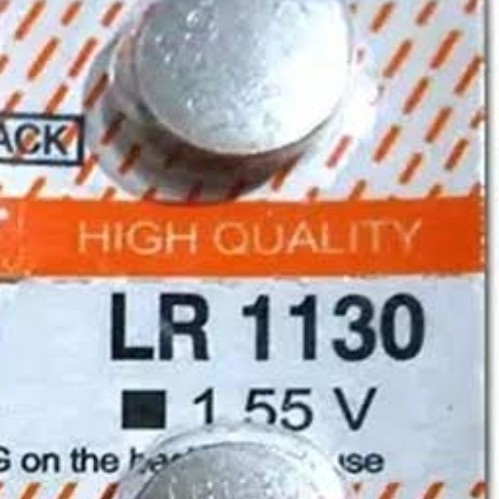 ACK
HIGH QUALITY
LR 1130
1.55 V
G on the use